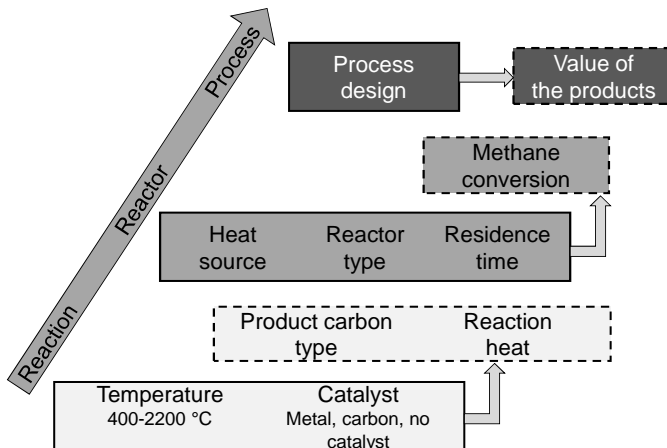 Process
design
Value of
the products
Process
Methane
conversion
Reactor
Heat
source
Reactor
type
Residence
time
Reaction
Product carbon
type
Reaction
heat
Temperature
400-2200 °C
Catalyst
Metal, carbon, no
catalyst